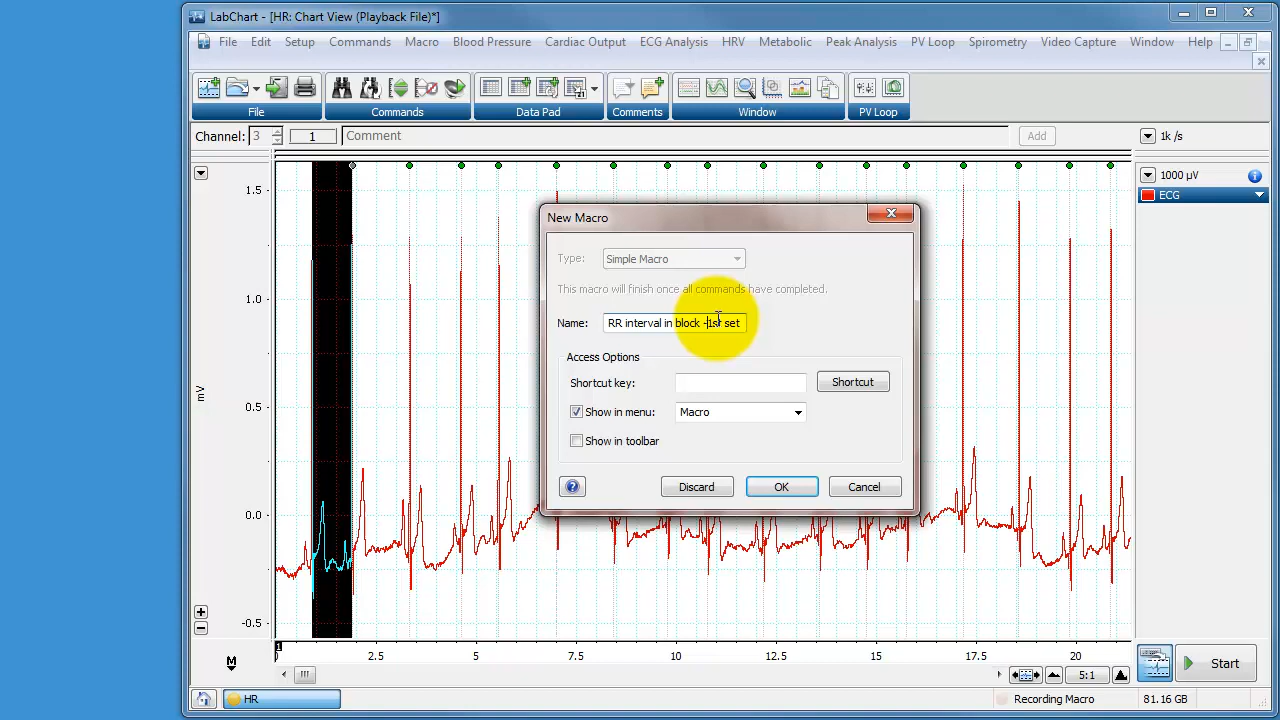 LabChart - [HR: Chart View (Playback File)*]
File Edit Setup Commands Macro Blood Pressure Cardiac Output ECG Analysis HRV Metabolic Peak Analysis PV Loop Spirometry Video Capture Window Help
File Commands Data Pad Comments Window PV Loop
Channel: 3 1 Comment Add 1k /s
1000 µV
ECG
1.5
1.0
0.5
0.0
-0.5
mV
New Macro
Type: Simple Macro
This macro will finish once all commands have completed.
Name: RR interval in block -1st set
Access Options
Shortcut key: Shortcut
Show in menu: Macro
Show in toolbar
? Discard OK Cancel
M 1 2.5 5 7.5 10 12.5 15 17.5 20
5:1 Start
HR Recording Macro 81.16 GB